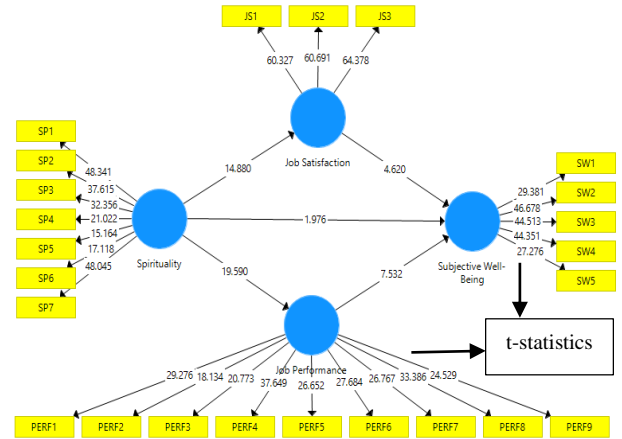 JS1 JS2 JS3
60.327 60.691 64.378
Job Satisfaction
SP1
SP2
SP3
SP4
SP5
SP6
SP7
48.341
37.615
32.356
21.022
15.164
17.118
48.045
Spirituality
14.880
4.620
1.976
19.590
7.532
SW1
SW2
SW3
SW4
SW5
29.381
46.678
44.513
44.351
27.276
Subjective Well-
Being
t-statistics
Job Performance
29.276 18.134 20.773 37.649 26.652 27.684 26.767 33.386 24.529
PERF1 PERF2 PERF3 PERF4 PERF5 PERF6 PERF7 PERF8 PERF9